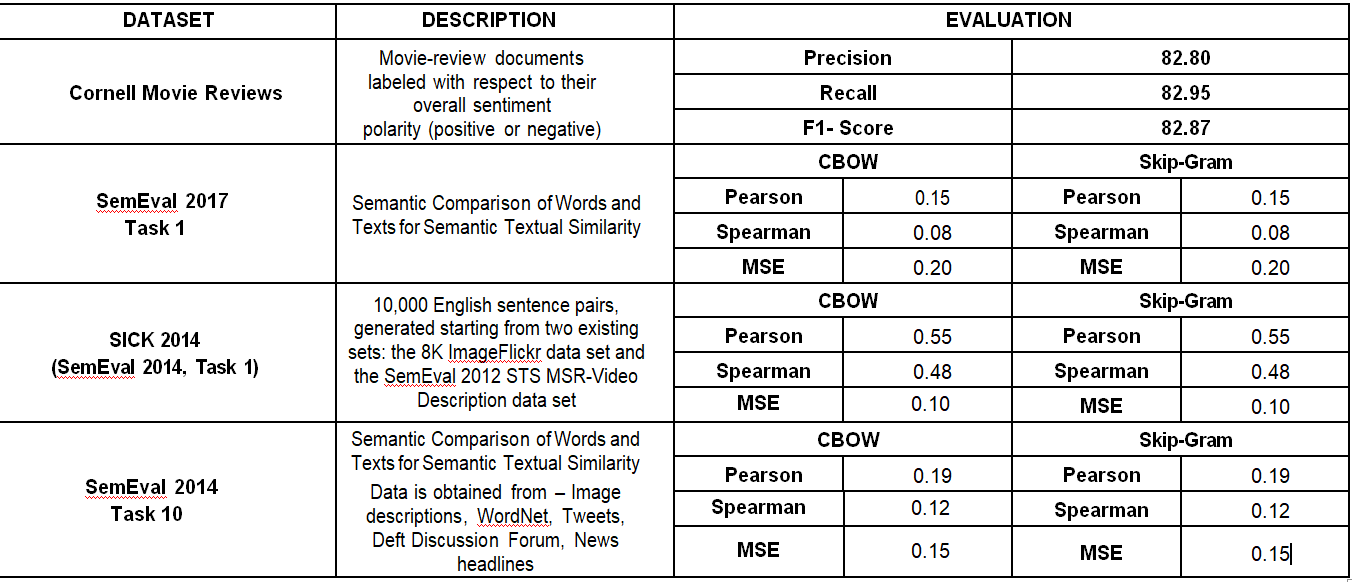 DATASET
DESCRIPTION
EVALUATION
Cornell Movie Reviews
Movie-review documents
labeled with respect to their
overall sentiment
polarity (positive or negative)
Precision
82.80
Recall
82.95
F1- Score
82.87
SemEval 2017
Task 1
Semantic Comparison of Words and
Texts for Semantic Textual Similarity
CBOW
Skip-Gram
Pearson
0.15
Pearson
0.15
Spearman
0.08
Spearman
0.08
MSE
0.20
MSE
0.20
SICK 2014
(SemEval 2014, Task 1)
10,000 English sentence pairs,
generated starting from two existing
sets: the 8K ImageFlickr data set and
the SemEval 2012 STS MSR-Video
Description data set
CBOW
Skip-Gram
Pearson
0.55
Pearson
0.55
Spearman
0.48
Spearman
0.48
MSE
0.10
MSE
0.10
SemEval 2014
Task 10
Semantic Comparison of Words and
Texts for Semantic Textual Similarity
Data is obtained from – Image
descriptions, WordNet, Tweets,
Deft Discussion Forum, News
headlines
CBOW
Skip-Gram
Pearson
0.19
Pearson
0.19
Spearman
0.12
Spearman
0.12
MSE
0.15
MSE
0.15